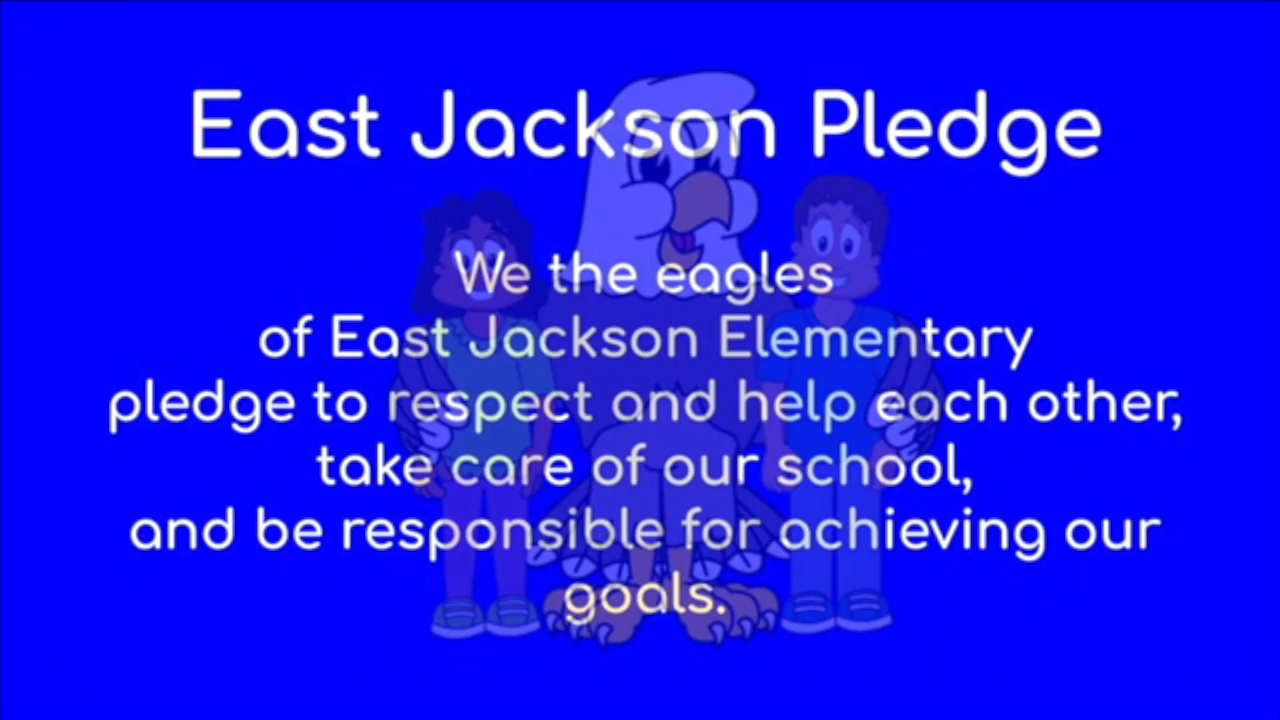 East Jackson Pledge
We the eagles
of East Jackson Elementary
pledge to respect and help each other,
take care of our school,
and be responsible for achieving our
goals.